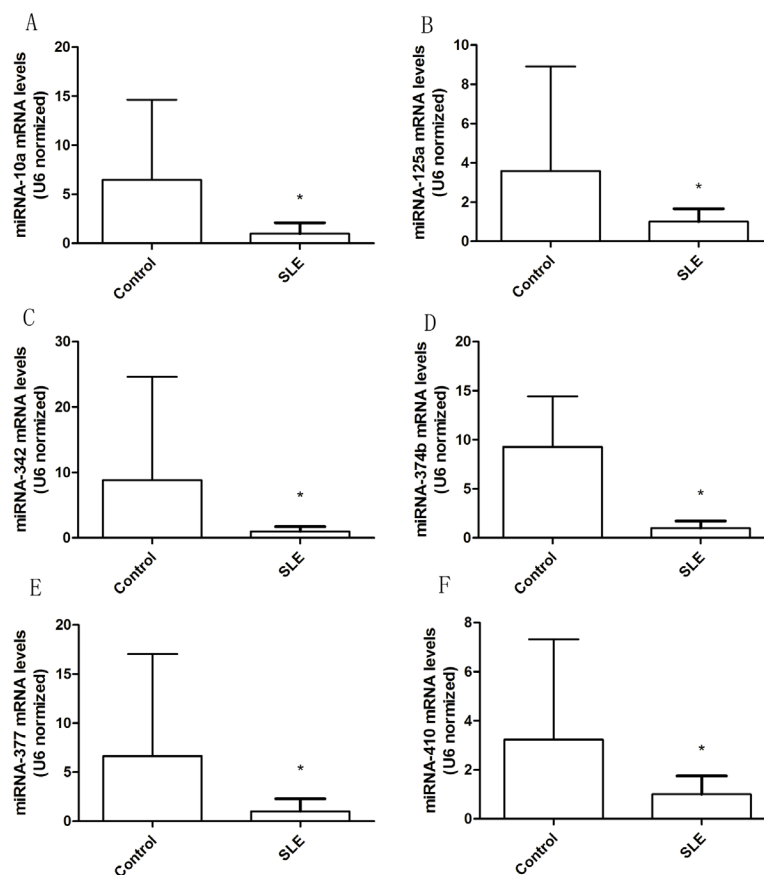 A
miRNA-10a mRNA levels
(U6 normized)
20
15
10
5
0
*
Control
SLE
B
miRNA-125a mRNA levels
(U6 normized)
10
8
6
4
2
0
*
Control
SLE
C
miRNA-342 mRNA levels
(U6 normized)
30
20
10
0
*
Control
SLE
D
miRNA-374b mRNA levels
(U6 normized)
20
15
10
5
0
*
Control
SLE
E
miRNA-377 mRNA levels
(U6 normized)
20
15
10
5
0
*
Control
SLE
F
miRNA-410 mRNA levels
(U6 normized)
8
6
4
2
0
*
Control
SLE